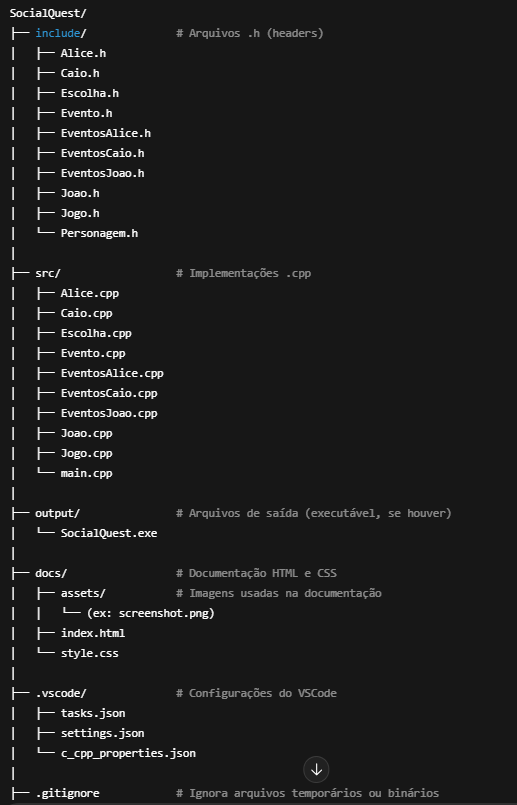 SocialQuest/
├── include/             # Arquivos .h (headers)
│   ├── Alice.h
│   ├── Caio.h
│   ├── Escolha.h
│   ├── Evento.h
│   ├── EventosAlice.h
│   ├── EventosCaio.h
│   ├── EventosJoao.h
│   ├── Joao.h
│   ├── Jogo.h
│   └── Personagem.h
│
├── src/                 # Implementações .cpp
│   ├── Alice.cpp
│   ├── Caio.cpp
│   ├── Escolha.cpp
│   ├── Evento.cpp
│   ├── EventosAlice.cpp
│   ├── EventosCaio.cpp
│   ├── EventosJoao.cpp
│   ├── Joao.cpp
│   ├── Jogo.cpp
│   └── main.cpp
│
├── output/              # Arquivos de saída (executável, se houver)
│   └── SocialQuest.exe
│
├── docs/                # Documentação HTML e CSS
│   ├── assets/          # Imagens usadas na documentação
│   │   └── (ex: screenshot.png)
│   ├── index.html
│   └── style.css
│
├── .vscode/             # Configurações do VSCode
│   ├── tasks.json
│   ├── settings.json
│   └── c_cpp_properties.json
│
├── .gitignore           # Ignora arquivos temporários ou binários